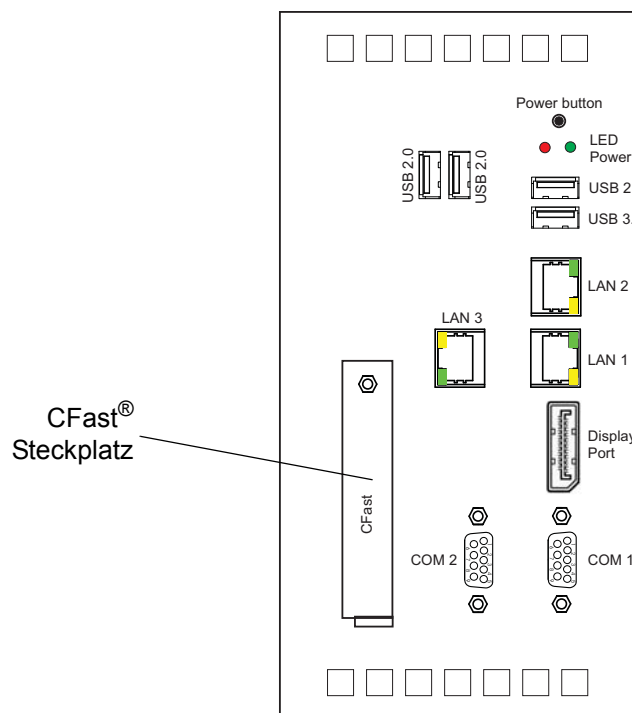 Power button
LED
Power
USB 2.0
USB 2.0
USB 2
USB 3.
LAN 2
LAN 3
LAN 1
CFast®
Steckplatz
Display
Port
CFast
COM 2
COM 1